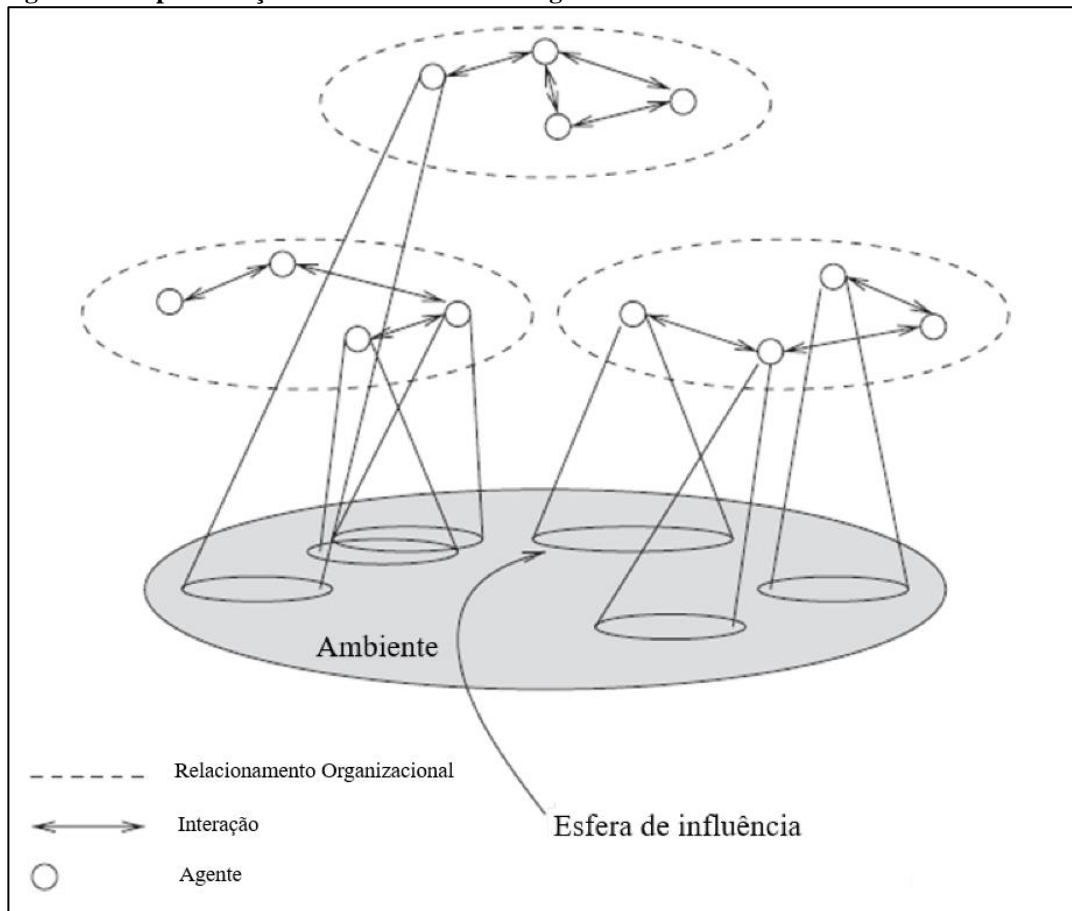 Ambiente
Relacionamento Organizacional
Interação
Esfera de influência
Agente